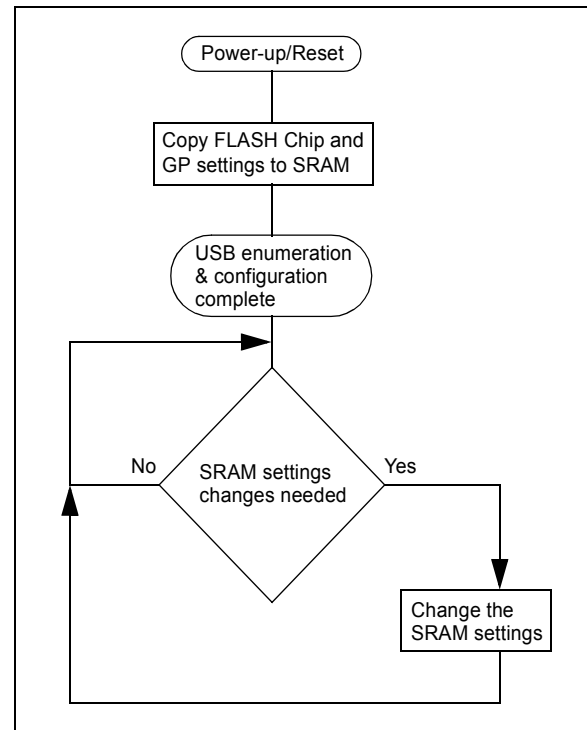 Power-up/Reset
Copy FLASH Chip and
GP settings to SRAM
USB enumeration
& configuration
complete
No
SRAM settings
changes needed
Yes
Change the
SRAM settings